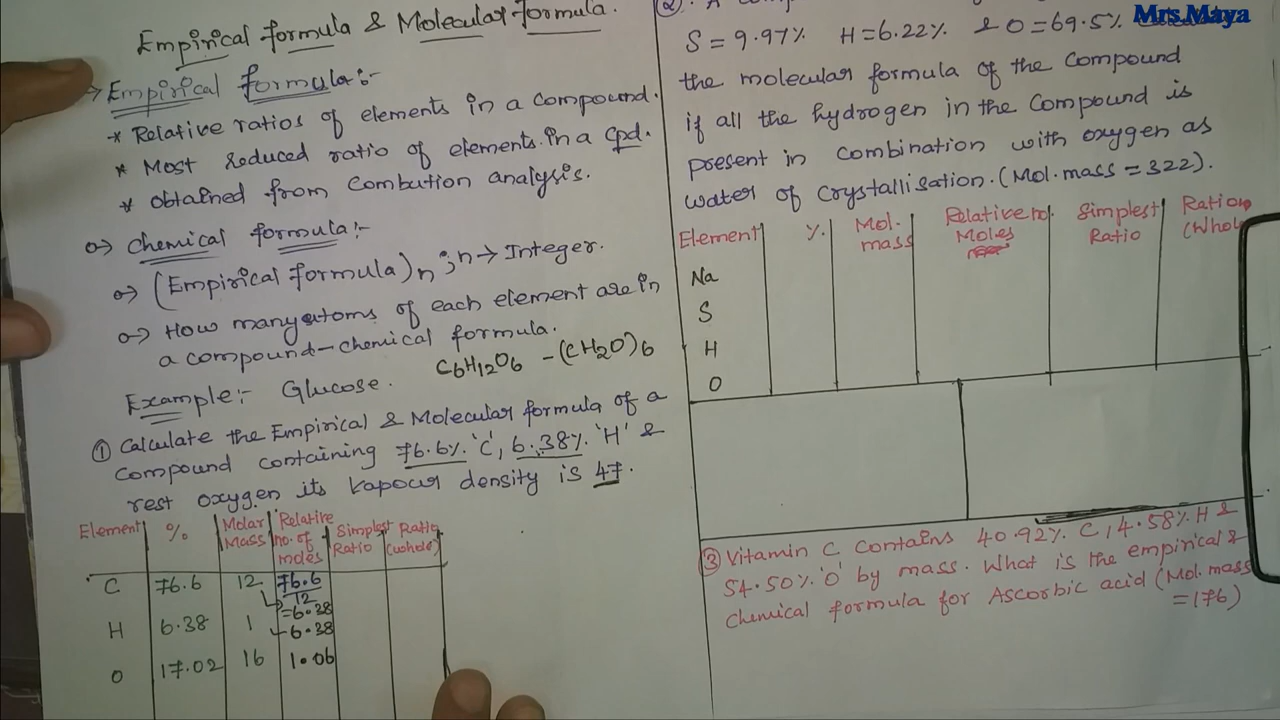 Empirical formula & Molecular formula.
→ Empirical formula:-
* Relative ratios of elements in a compound.
* Most reduced ratio of elements in a cpd.
* obtained from Combution analysis.
→ Chemical formula:-
→ (Empirical formula)n ; n→ Integer.
→ How many atoms of each element are in
a compound - chemical formula.
Example:- Glucose. C6H12O6 - (CH2O)6
① Calculate the Empirical & Molecular formula of a
compound containing 76.6% 'C', 6.38% 'H' &
rest oxygen its Vapour density is 47.
Element % Molar Mass Relative no. of moles Simplest Ratio Ratio (whole)
C 76.6 12 76.6/12 = 6.38
H 6.38 1 6.38
O 17.02 16 1.06
Mrs.Maya
S = 9.97% H = 6.22% & O = 69.5%
the molecular formula of the compound
if all the hydrogen in the compound is
present in combination with oxygen as
water of crystallisation. (Mol. mass = 322).
Element %. Mol. mass Relative no. Moles Simplest Ratio Ratio (Whole
Na
S
H
O
③ Vitamin C contains 40.92% C, 4.58% H &
54.50% 'O' by mass. What is the empirical &
chemical formula for Ascorbic acid (Mol. mass
= 176)